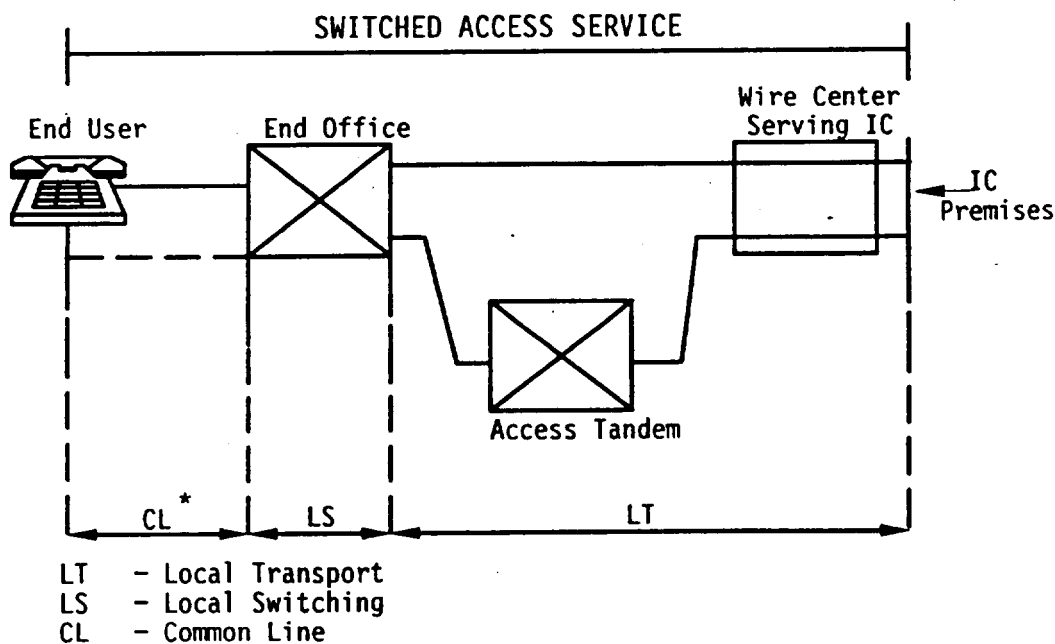 SWITCHED ACCESS SERVICE
Wire Center
Serving IC
End User
End Office
IC
Premises
Access Tandem
CL *
LS
LT
LT - Local Transport
LS - Local Switching
CL - Common Line